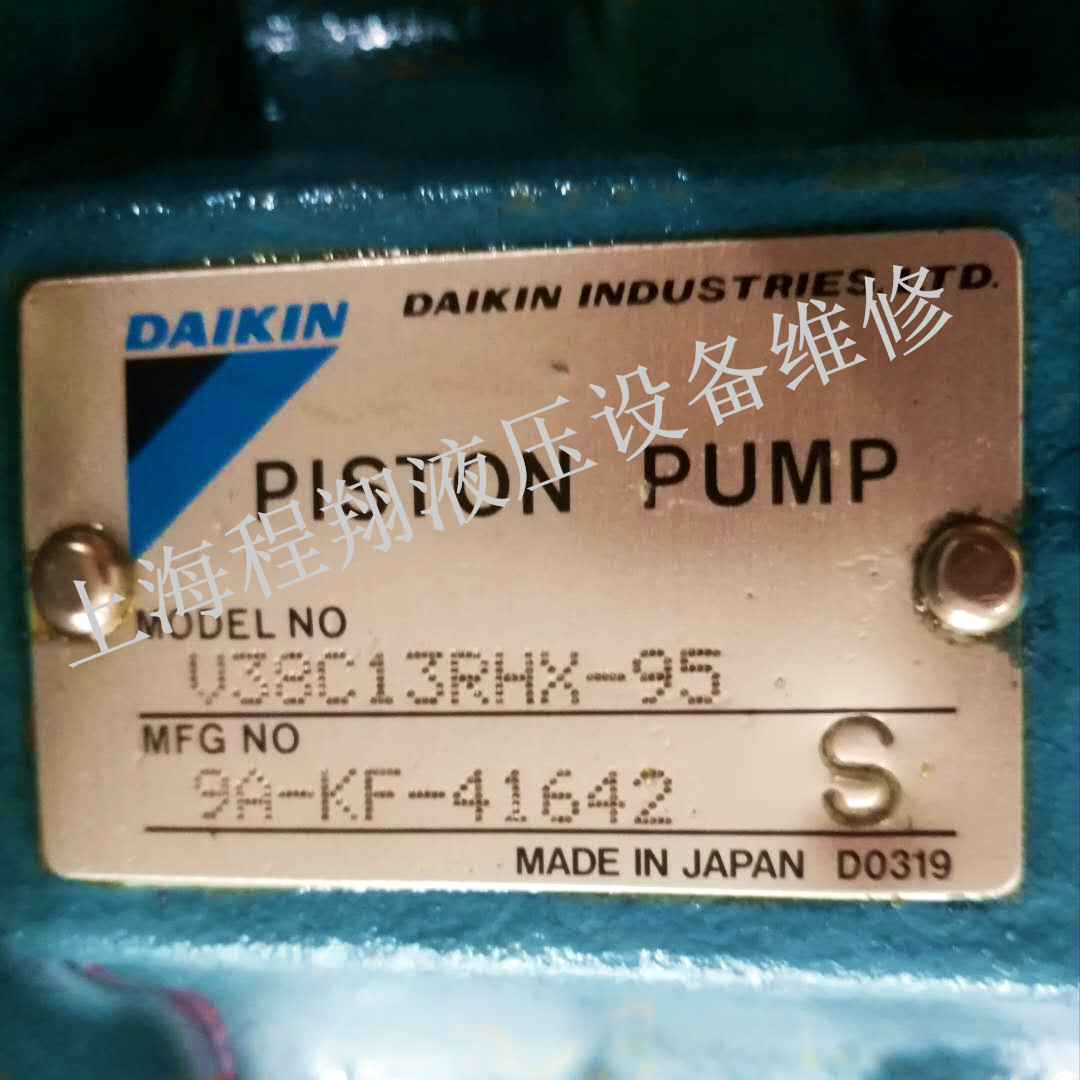 DAIKIN DAIKIN INDUSTRIES, LTD.
PISTON PUMP
上海程翔液压设备维修
MODEL NO
V38C13RHX-95
MFG NO
9A-KF-41642 S
MADE IN JAPAN D0319